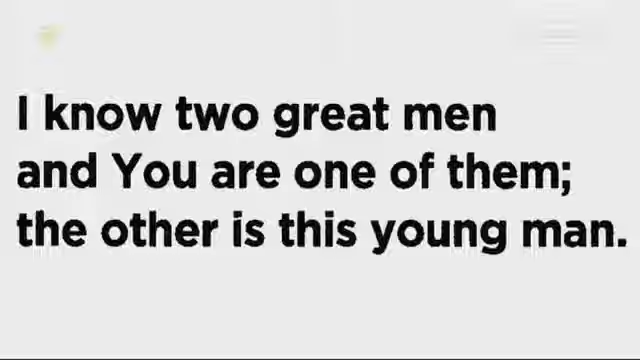 I know two great men
and You are one of them;
the other is this young man.